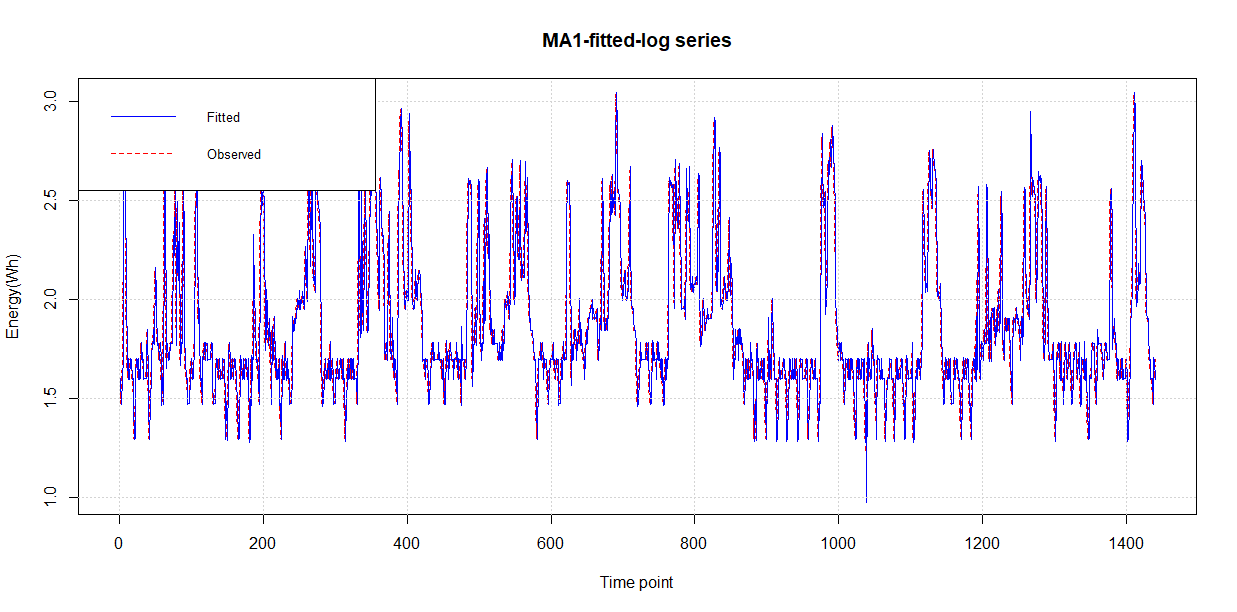 MA1-fitted-log series
Fitted
Observed
Energy(Wh)
3.0
2.5
2.0
1.5
1.0
0 200 400 600 800 1000 1200 1400
Time point